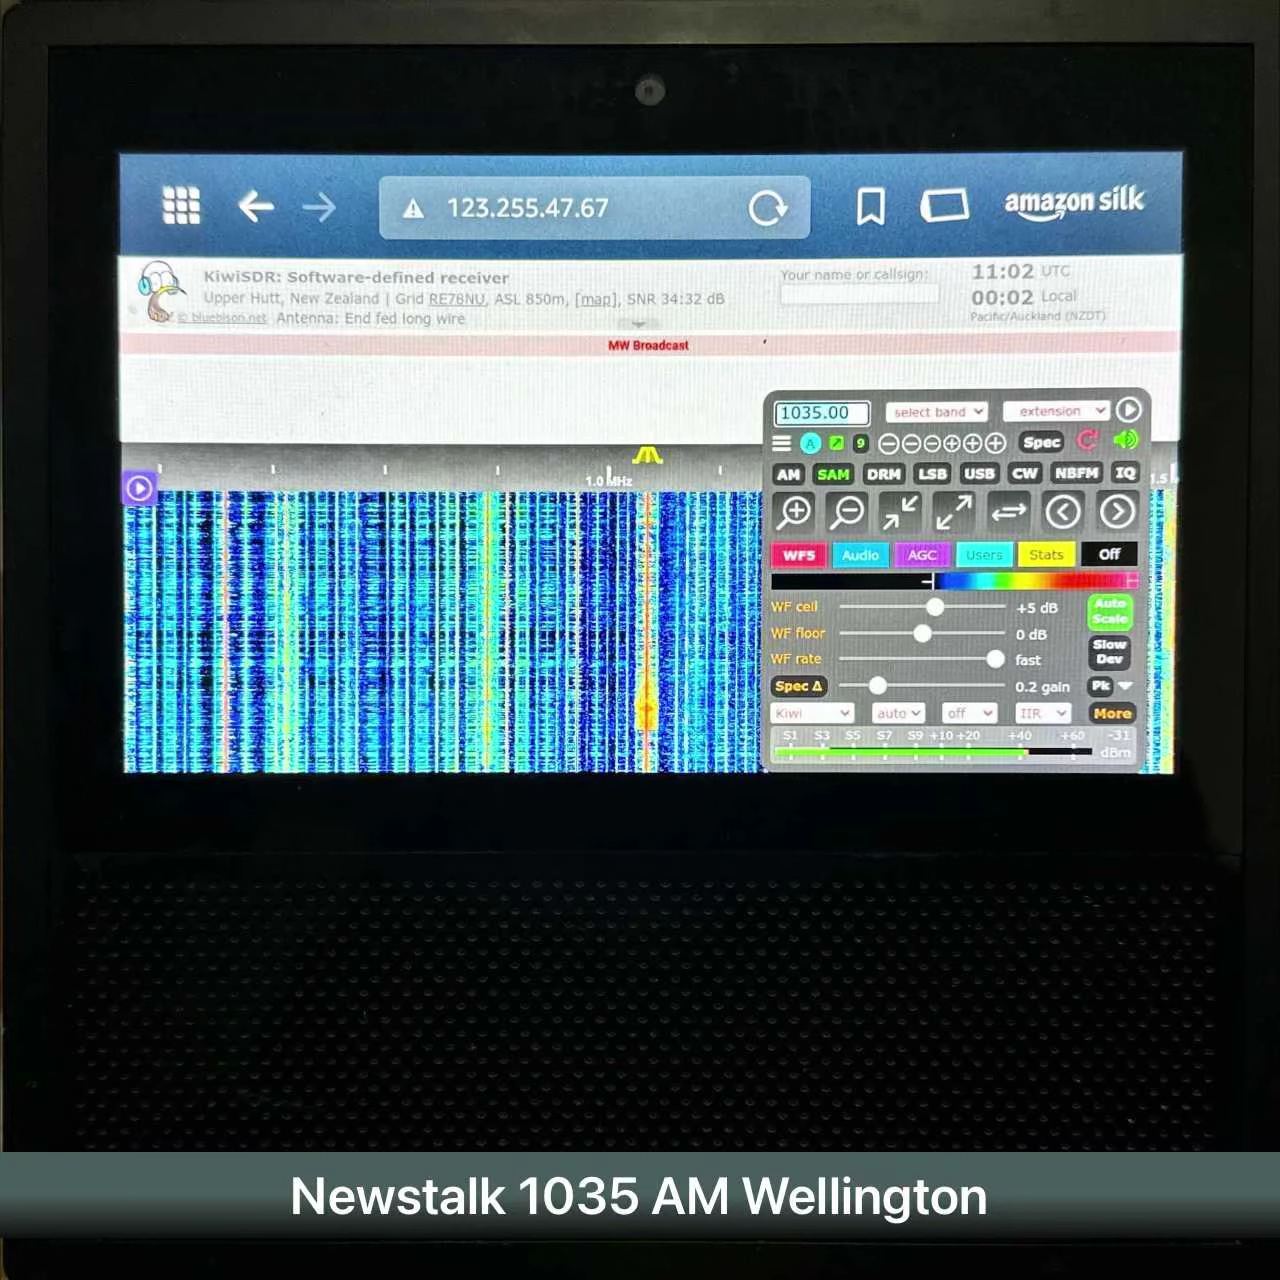 123.255.47.67
amazon silk
KiwiSDR: Software-defined receiver
Upper Hutt, New Zealand | Grid RE78NU, ASL 850m, [map], SNR 34:32 dB
© bluebison.net Antenna: End fed long wire
Your name or callsign:
11:02 UTC
00:02 Local
Pacific/Auckland (NZDT)
MW Broadcast
1035.00 select band extension
A 9 Spec
AM SAM DRM LSB USB CW NBFM IQ
1.0 MHz
1.5
WF5 Audio AGC Users Stats Off
WF ceil +5 dB Auto Scale
WF floor 0 dB
WF rate fast Slow Dev
Spec Δ 0.2 gain Pk
Kiwi auto off IIR More
S1 S3 S5 S7 S9 +10 +20 +40 +60 -31
dBm
Newstalk 1035 AM Wellington